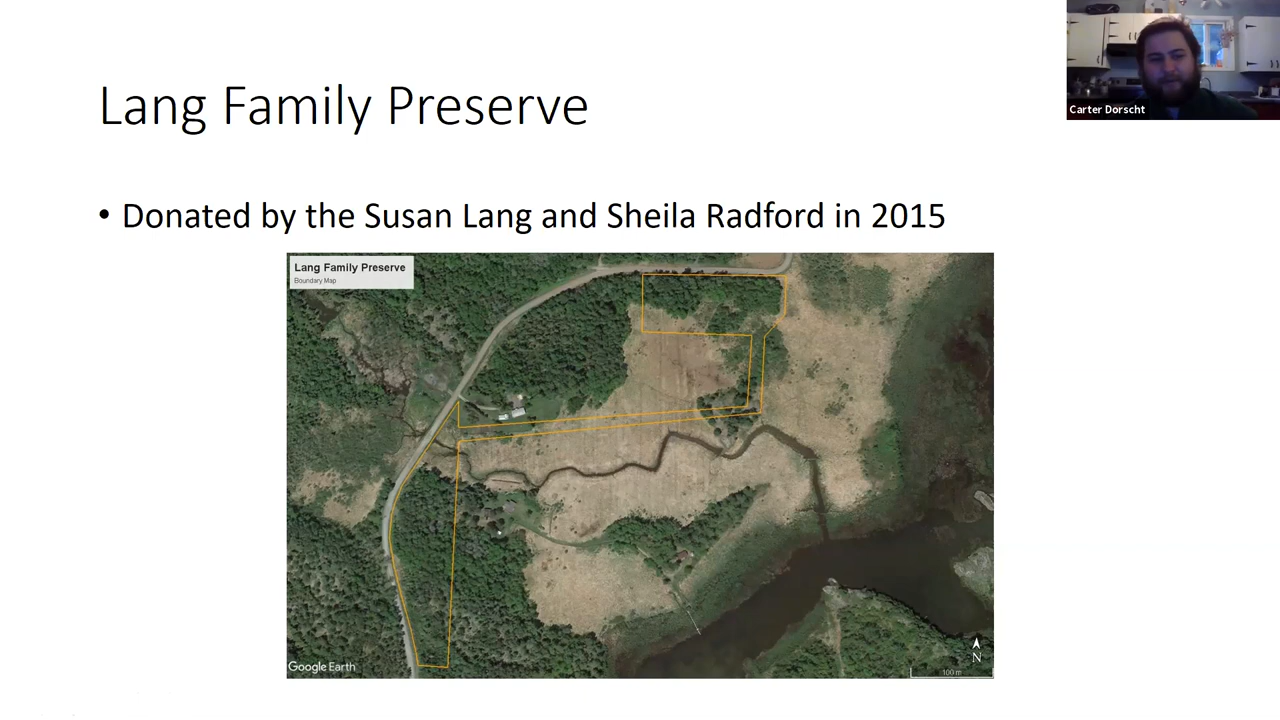 Carter Dorscht
Lang Family Preserve
• Donated by the Susan Lang and Sheila Radford in 2015
Lang Family Preserve
Boundary Map
Google Earth
N
100 m